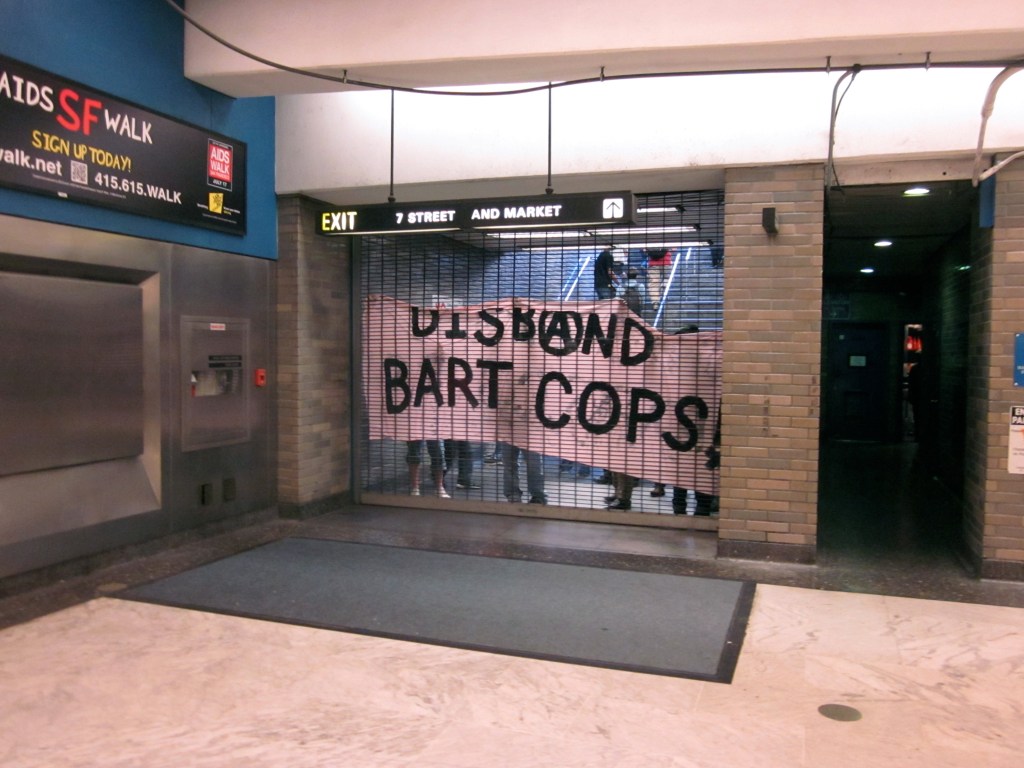 AIDS SF WALK
SIGN UP TODAY!
walk.net 415.615.WALK
AIDS
WALK
EXIT 7 STREET AND MARKET
DISBAND
BART COPS